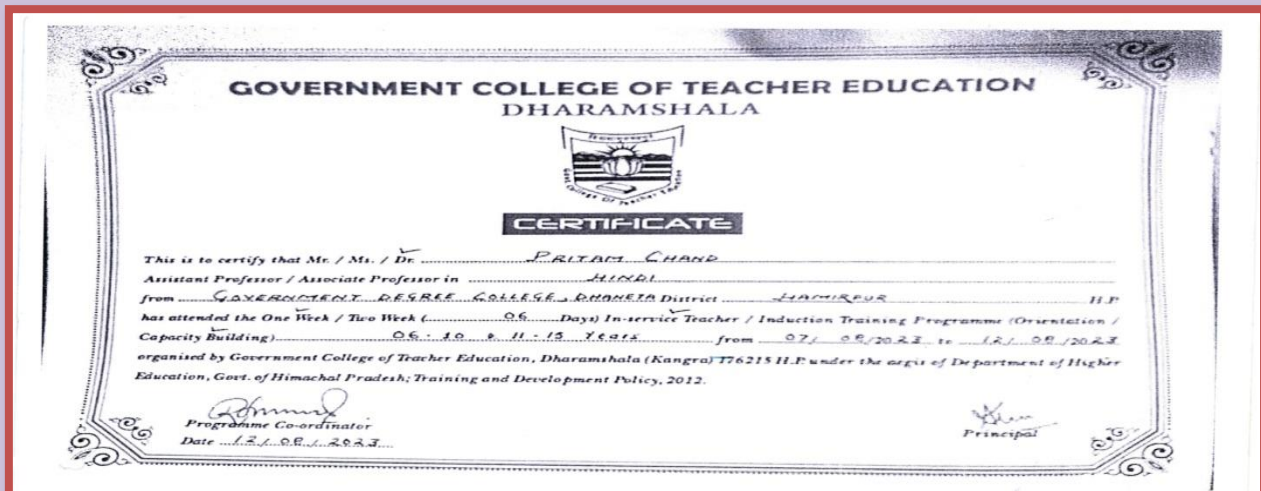 GOVERNMENT COLLEGE OF TEACHER EDUCATION
DHARAMSHALA
Govt. College Of Teacher Education
CERTIFICATE
This is to certify that Mr. / Ms. / Dr. PRITAM CHAND
Assistant Professor / Associate Professor in HINDI
from GOVERNMENT DEGREE COLLEGE, DHANETA District HAMIRPUR H.P
has attended the One Week / Two Week (06 Days) In-service Teacher / Induction Training Programme (Orientation /
Capacity Building) 06-10 & 11-15 Years from 07/ 08/2023 to 12/ 08 /2023
organised by Government College of Teacher Education, Dharamshala (Kangra) 176215 H.P. under the aegis of Department of Higher
Education, Govt. of Himachal Pradesh; Training and Development Policy, 2012.
Programme Co-ordinator
Principal
Date 12/ 08/ 2023